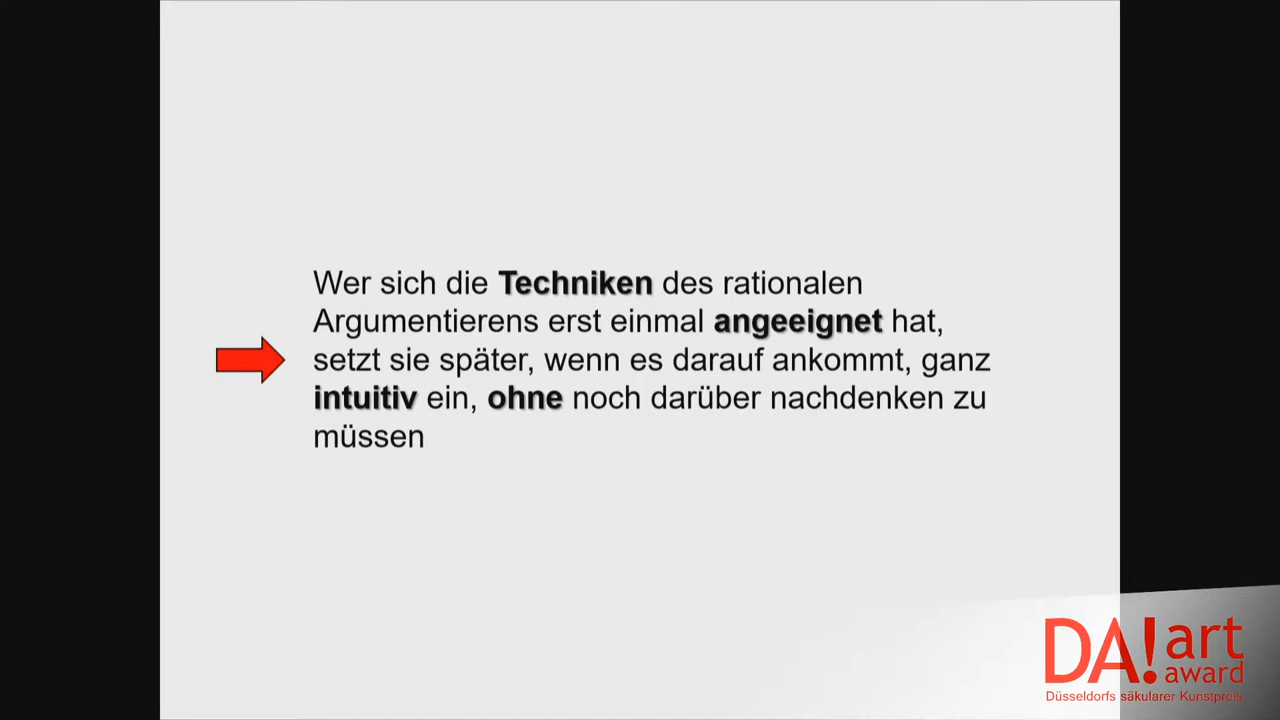 Wer sich die Techniken des rationalen
Argumentierens erst einmal angeeignet hat,
setzt sie später, wenn es darauf ankommt, ganz
intuitiv ein, ohne noch darüber nachdenken zu
müssen
DA!art
award
Düsseldorfs säkularer Kunstpreis